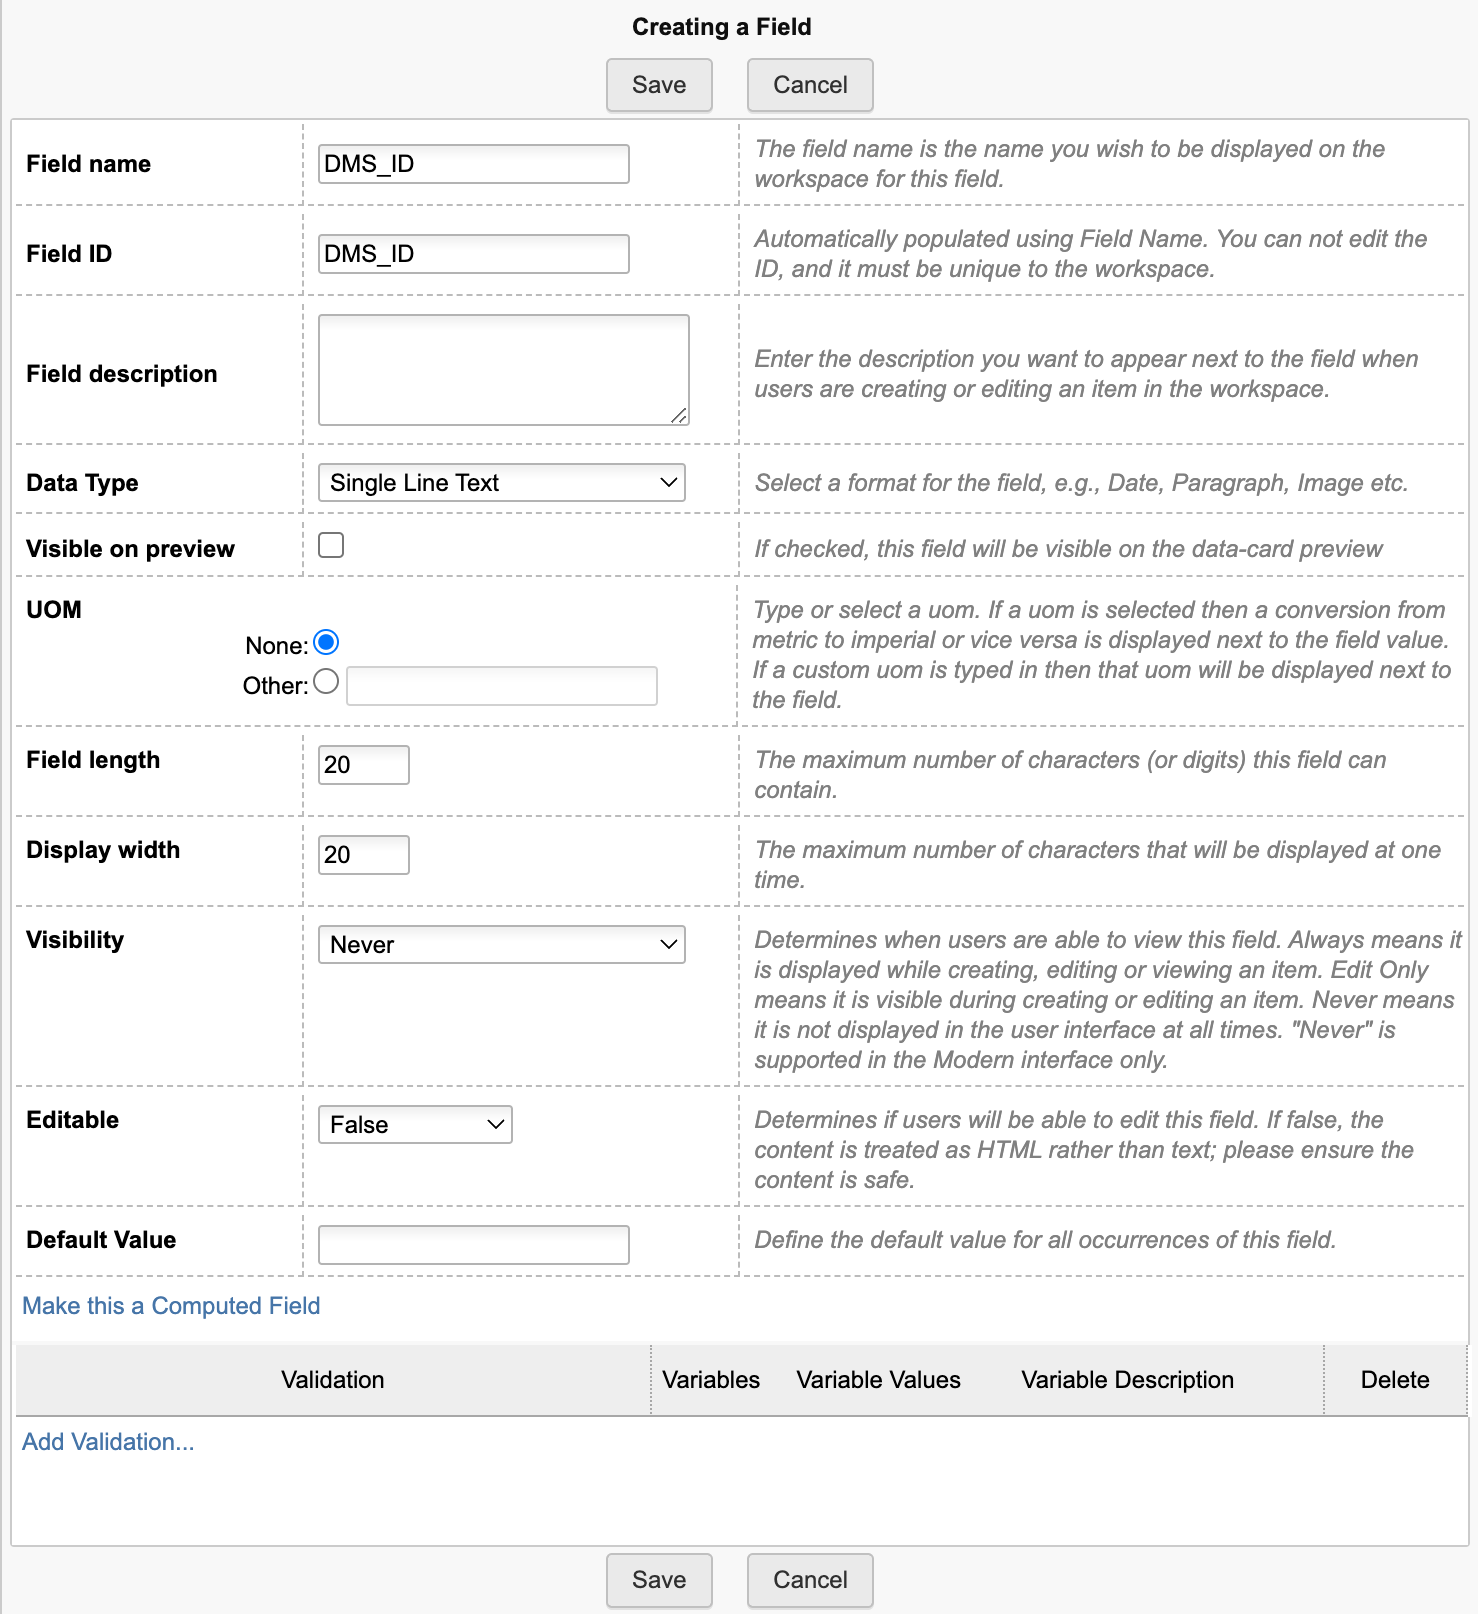 Creating a Field
Save Cancel
Field name DMS_ID The field name is the name you wish to be displayed on the
workspace for this field.
Field ID DMS_ID Automatically populated using Field Name. You can not edit the
ID, and it must be unique to the workspace.
Field description Enter the description you want to appear next to the field when
users are creating or editing an item in the workspace.
Data Type Single Line Text Select a format for the field, e.g., Date, Paragraph, Image etc.
Visible on preview If checked, this field will be visible on the data-card preview
UOM Type or select a uom. If a uom is selected then a conversion from
None: metric to imperial or vice versa is displayed next to the field value.
Other: If a custom uom is typed in then that uom will be displayed next to
the field.
Field length 20 The maximum number of characters (or digits) this field can
contain.
Display width 20 The maximum number of characters that will be displayed at one
time.
Visibility Never Determines when users are able to view this field. Always means it
is displayed while creating, editing or viewing an item. Edit Only
means it is visible during creating or editing an item. Never means
it is not displayed in the user interface at all times. "Never" is
supported in the Modern interface only.
Editable False Determines if users will be able to edit this field. If false, the
content is treated as HTML rather than text; please ensure the
content is safe.
Default Value Define the default value for all occurrences of this field.
Make this a Computed Field
Validation Variables Variable Values Variable Description Delete
Add Validation...
Save Cancel